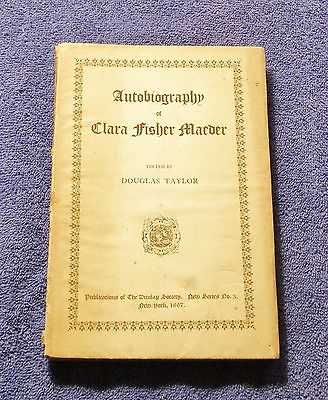 Autobiography
of
Clara Fisher Maeder
EDITED BY
DOUGLAS TAYLOR
Publications of The Dunlap Society. New Series No. 3.
New York, 1897.